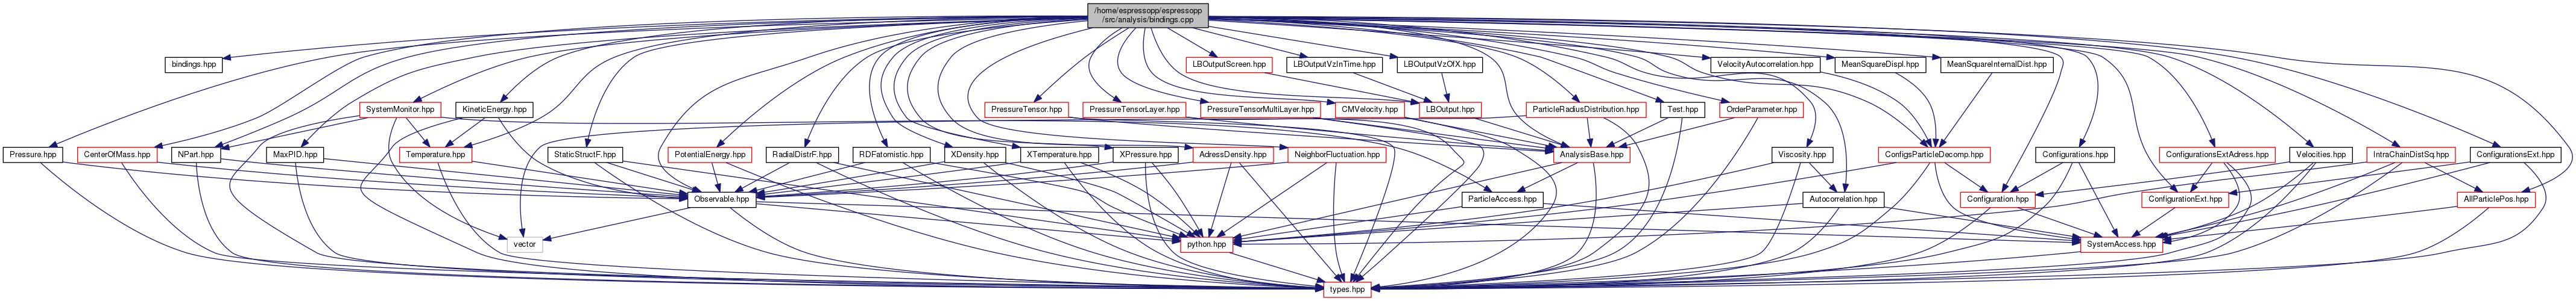 /home/espressopp/espressopp
/src/analysis/bindings.cpp
LBOutputScreen.hpp
LBOutputVzInTime.hpp
LBOutputVzOfX.hpp
VelocityAutocorrelation.hpp
MeanSquareDispl.hpp
MeanSquareInternalDist.hpp
bindings.hpp
SystemMonitor.hpp
KineticEnergy.hpp
PressureTensor.hpp
PressureTensorLayer.hpp
PressureTensorMultiLayer.hpp
CMVelocity.hpp
LBOutput.hpp
ParticleRadiusDistribution.hpp
Test.hpp
OrderParameter.hpp
Pressure.hpp
CenterOfMass.hpp
NPart.hpp
MaxPID.hpp
Temperature.hpp
StaticStructF.hpp
PotentialEnergy.hpp
RadialDistrF.hpp
RDFatomistic.hpp
XDensity.hpp
XTemperature.hpp
XPressure.hpp
AdressDensity.hpp
NeighborFluctuation.hpp
AnalysisBase.hpp
Viscosity.hpp
ConfigsParticleDecomp.hpp
Configurations.hpp
ConfigurationsExtAdress.hpp
Velocities.hpp
IntraChainDistSq.hpp
ConfigurationsExt.hpp
Observable.hpp
ParticleAccess.hpp
Autocorrelation.hpp
Configuration.hpp
ConfigurationExt.hpp
AllParticlePos.hpp
vector
python.hpp
SystemAccess.hpp
types.hpp